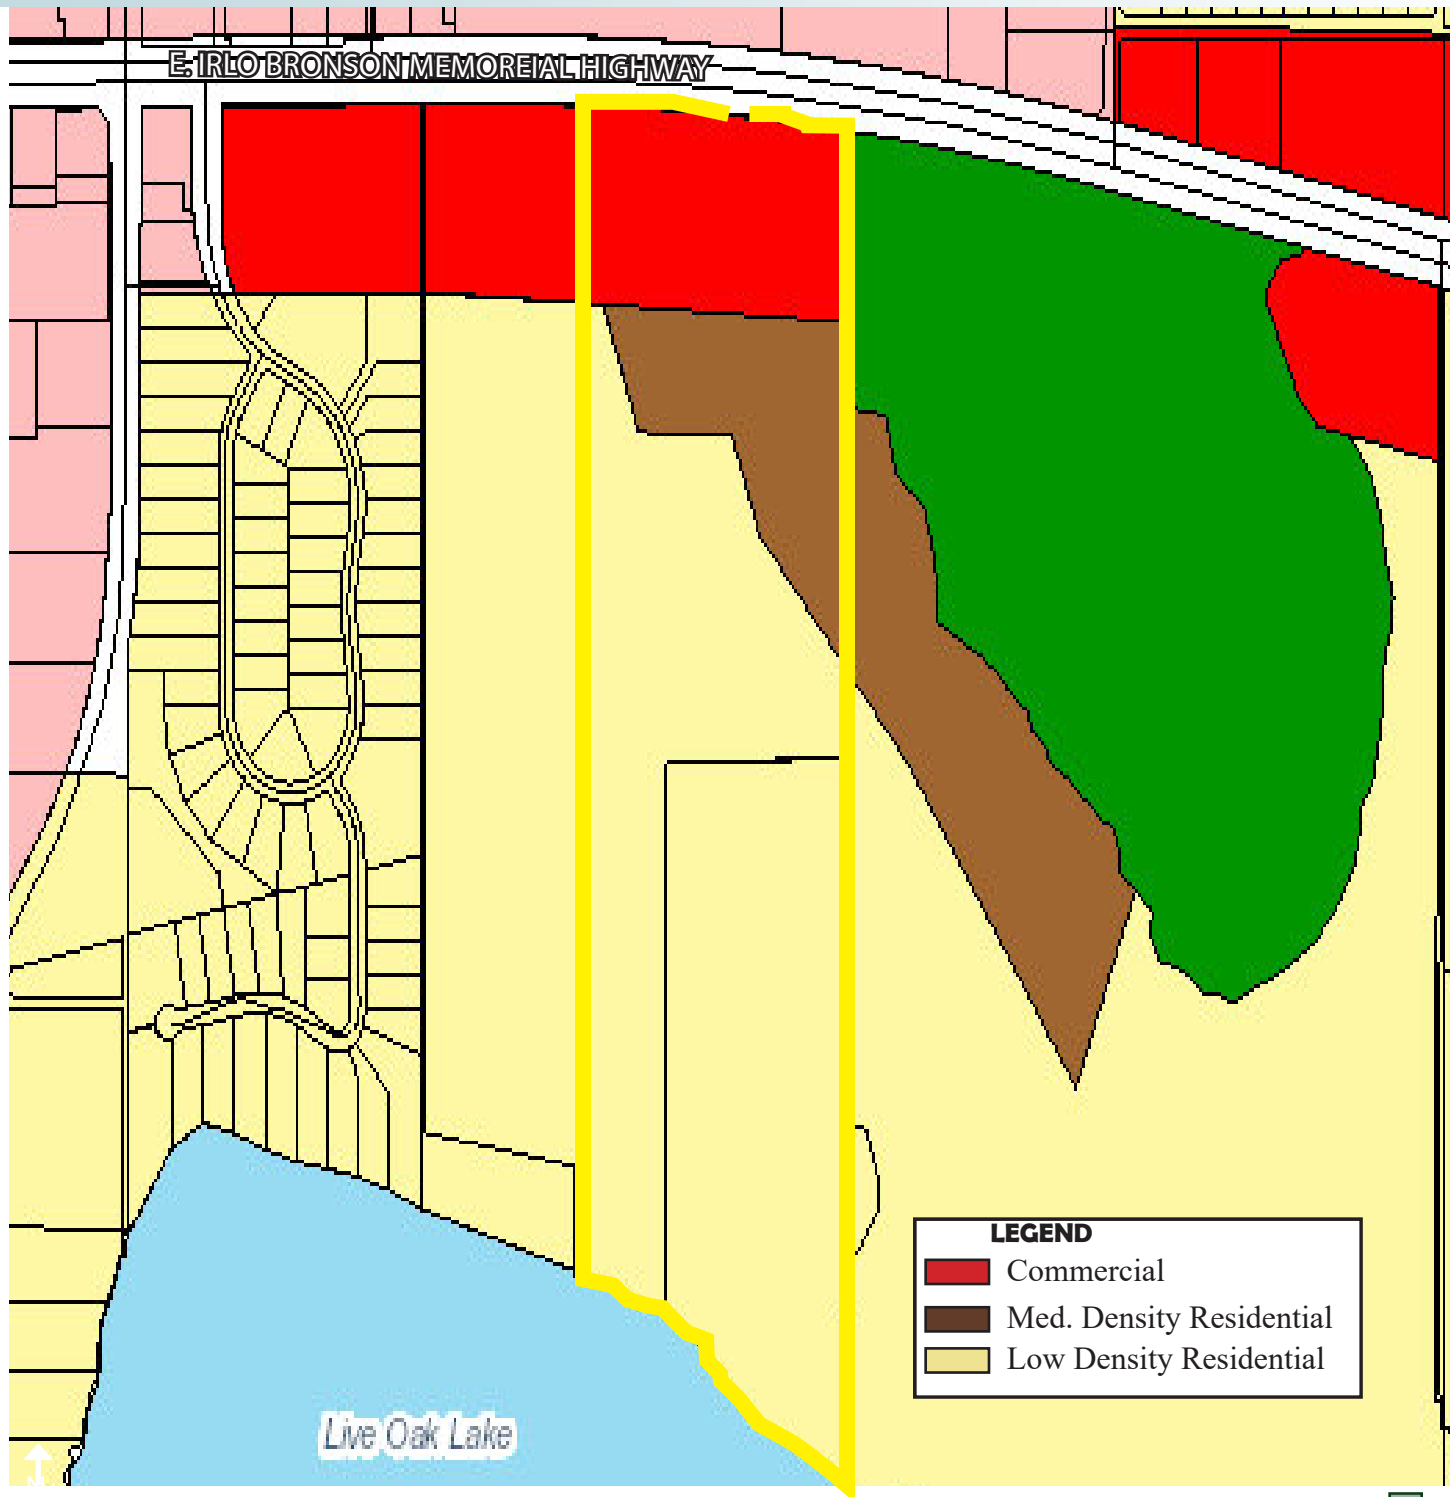 E. IRLO BRONSON MEMOREIAL HIGHWAY
LEGEND
Commercial
Med. Density Residential
Low Density Residential
Live Oak Lake